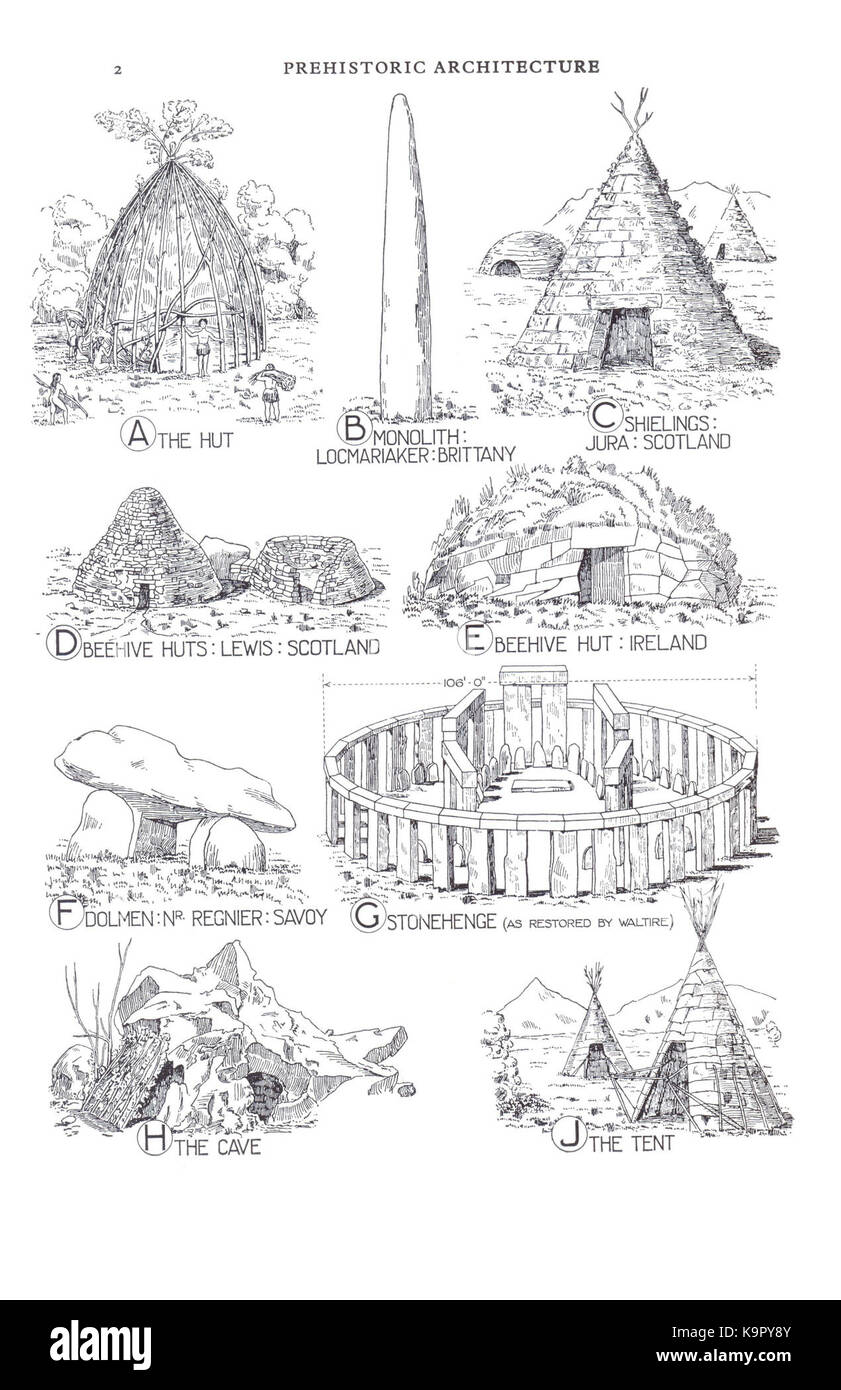 2 PREHISTORIC ARCHITECTURE
A THE HUT
B MONOLITH:
LOCMARIAKER:BRITTANY
C SHIELINGS:
JURA: SCOTLAND
D BEEHIVE HUTS: LEWIS: SCOTLAND
E BEEHIVE HUT: IRELAND
106'-0"
F DOLMEN: NR. REGNIER: SAVOY
G STONEHENGE (AS RESTORED BY WALTIRE)
H THE CAVE
J THE TENT
a alamy stock photo
K9PY8Y
www.alamy.com